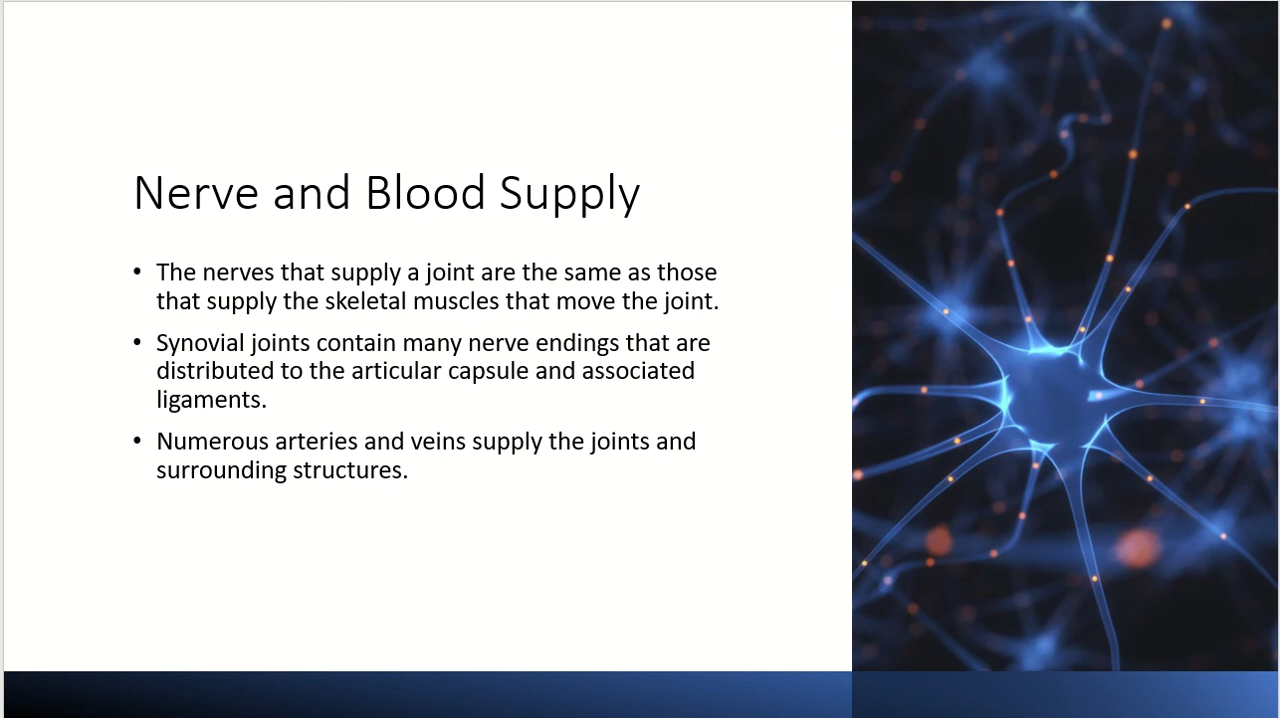 Nerve and Blood Supply
• The nerves that supply a joint are the same as those
that supply the skeletal muscles that move the joint.
• Synovial joints contain many nerve endings that are
distributed to the articular capsule and associated
ligaments.
• Numerous arteries and veins supply the joints and
surrounding structures.